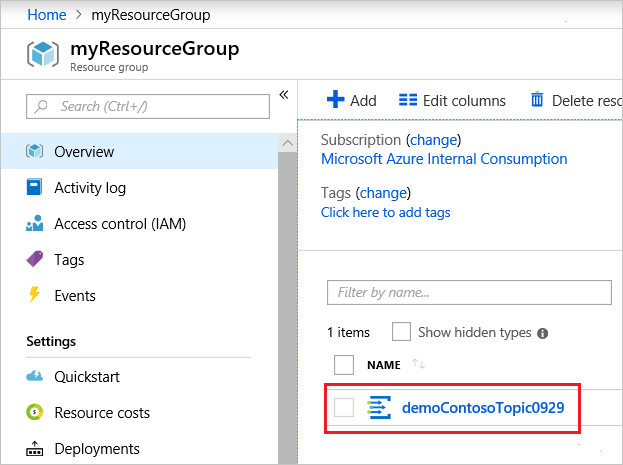 Home > myResourceGroup
myResourceGroup
Resource group
Search (Ctrl+/)
Overview
Activity log
Access control (IAM)
Tags
Events
Settings
Quickstart
Resource costs
Deployments
Add Edit columns Delete reso
Subscription (change)
Microsoft Azure Internal Consumption
Tags (change)
Click here to add tags
Filter by name...
1 items Show hidden types
NAME
demoContosoTopic0929